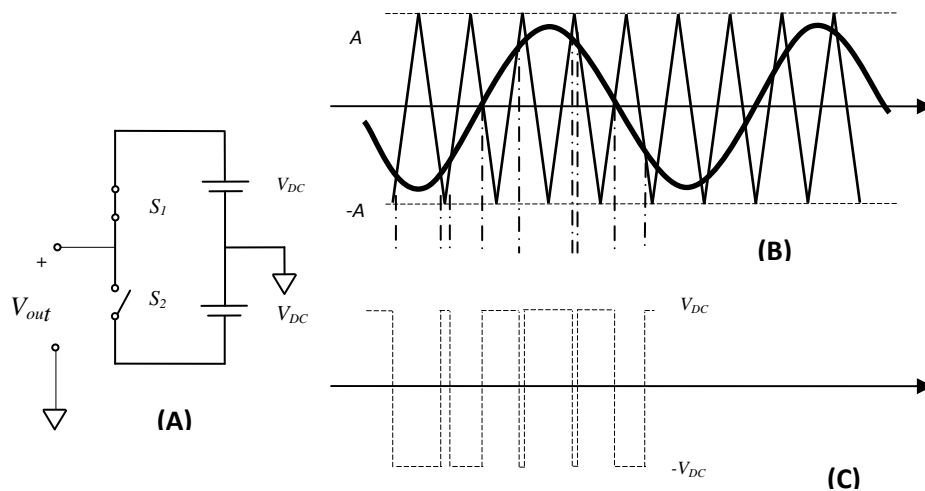 V_DC
S_1
+
S_2
V_DC
V_out
(A)
A
-A
(B)
V_DC
-V_DC
(C)